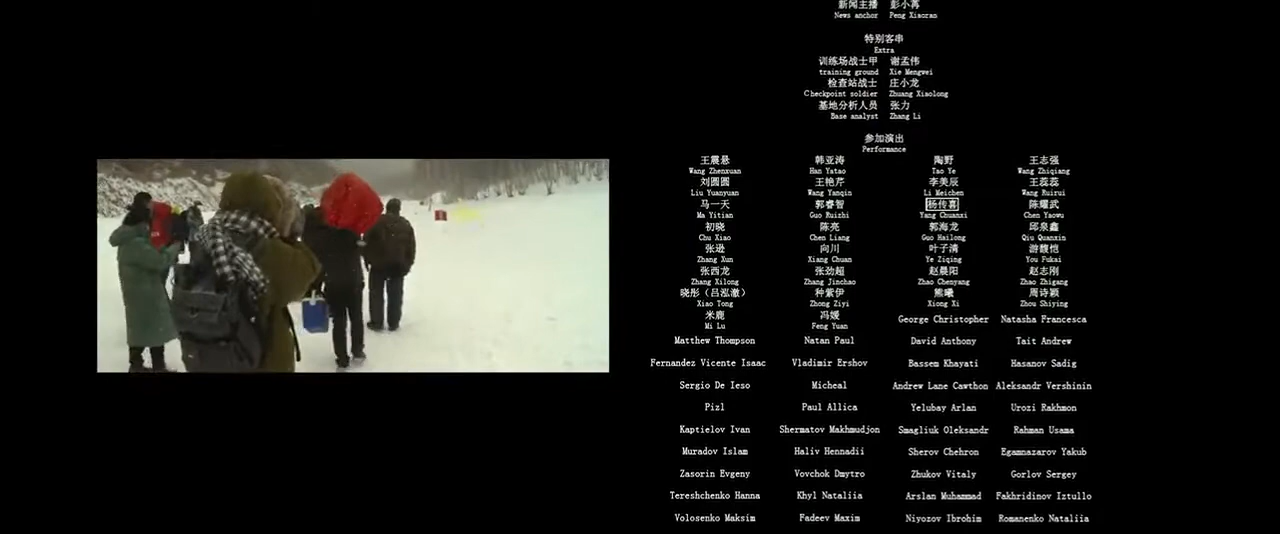 新闻主播 彭小苒
News anchor Peng Xiaoran
特别客串
Extra
训练场战士甲 谢孟伟
training ground Xie Mengwei
检查站战士 庄小龙
Checkpoint soldier Zhuang Xiaolong
基地分析人员 张力
Base analyst Zhang Li
参加演出
Performance
王震悬 韩亚涛 陶野 王志强
Wang Zhenxuan Han Yatao Tao Ye Wang Zhiqiang
刘圆圆 王艳芹 李美辰 王蕊蕊
Liu Yuanyuan Wang Yanqin Li Meichen Wang Ruirui
马一天 郭睿智 杨传喜 陈耀武
Ma Yitian Guo Ruizhi Yang Chuanxi Chen Yaowu
初晓 陈亮 郭海龙 邱泉鑫
Chu Xiao Chen Liang Guo Hailong Qiu Quanxin
张逊 向川 叶子清 游馥恺
Zhang Xun Xiang Chuan Ye Ziqing You Fukai
张西龙 张劲超 赵晨阳 赵志刚
Zhang Xilong Zhang Jinchao Zhao Chenyang Zhao Zhigang
晓彤（吕泓澈） 种紫伊 熊曦 周诗颖
Xiao Tong Zhong Ziyi Xiong Xi Zhou Shiying
米鹿 冯媛 George Christopher Natasha Francesca
Mi Lu Feng Yuan
Matthew Thompson Natan Paul David Anthony Tait Andrew
Fernandez Vicente Isaac Vladimir Ershov Bassem Khayati Hasanov Sadig
Sergio De Ieso Micheal Andrew Lane Cawthon Aleksandr Vershinin
Pizl Paul Allica Yelubay Arlan Urozi Rakhmon
Kaptielov Ivan Shermatov Makhmudjon Smagliuk Oleksandr Rahman Usama
Muradov Islam Haliv Hennadii Sherov Chehron Egamnazarov Yakub
Zasorin Evgeny Vovchok Dmytro Zhukov Vitaly Gorlov Sergey
Tereshchenko Hanna Khyl Nataliia Arslan Muhammad Fakhridinov Iztullo
Volosenko Maksim Fadeev Maxim Niyozov Ibrohim Romanenko Nataliia